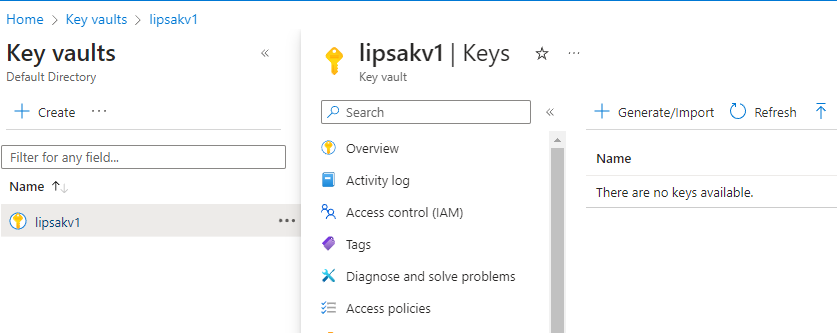 Home > Key vaults > lipsakv1
Key vaults «
Default Directory
+ Create ...
Filter for any field...
Name ↑↓
lipsakv1 ...
lipsakv1 | Keys ☆ ...
Key vault
Search «
Overview
Activity log
Access control (IAM)
Tags
Diagnose and solve problems
Access policies
+ Generate/Import Refresh
Name
There are no keys available.